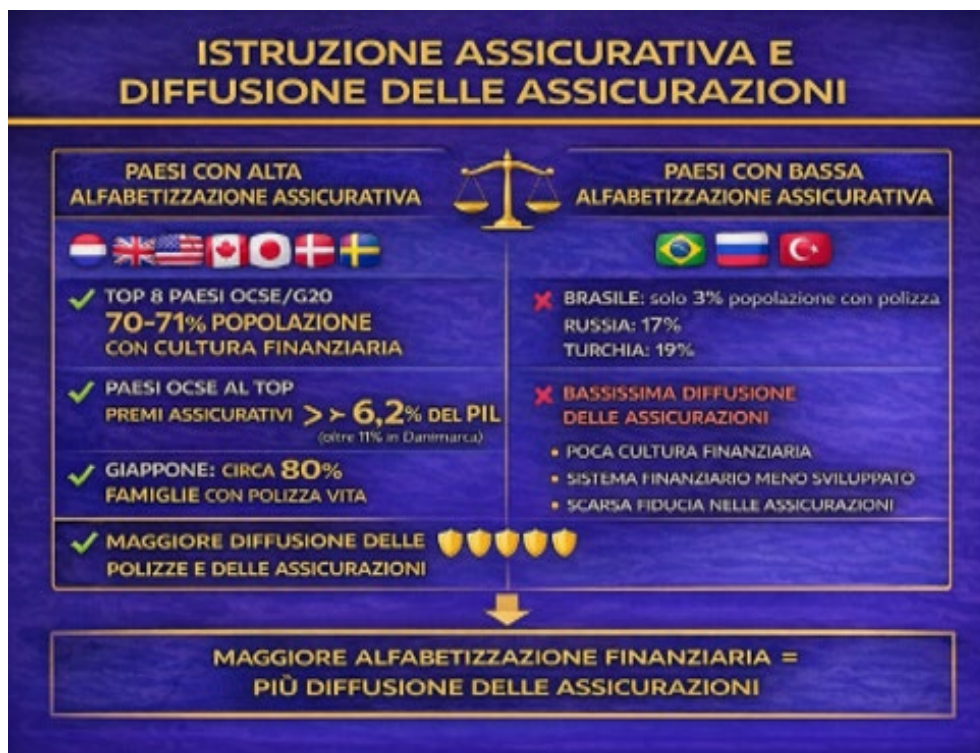 ISTRUZIONE ASSICURATIVA E
DIFFUSIONE DELLE ASSICURAZIONI
PAESI CON ALTA
ALFABETIZZAZIONE ASSICURATIVA
TOP 8 PAESI OCSE/G20
70-71% POPOLAZIONE
CON CULTURA FINANZIARIA
PAESI OCSE AL TOP
PREMI ASSICURATIVI >> 6,2% DEL PIL
(oltre 11% in Danimarca)
GIAPPONE: CIRCA 80%
FAMIGLIE CON POLIZZA VITA
MAGGIORE DIFFUSIONE DELLE
POLIZZE E DELLE ASSICURAZIONI
PAESI CON BASSA
ALFABETIZZAZIONE ASSICURATIVA
BRASILE: solo 3% popolazione con polizza
RUSSIA: 17%
TURCHIA: 19%
BASSISSIMA DIFFUSIONE
DELLE ASSICURAZIONI
• POCA CULTURA FINANZIARIA
• SISTEMA FINANZIARIO MENO SVILUPPATO
• SCARSA FIDUCIA NELLE ASSICURAZIONI
MAGGIORE ALFABETIZZAZIONE FINANZIARIA =
PIÙ DIFFUSIONE DELLE ASSICURAZIONI